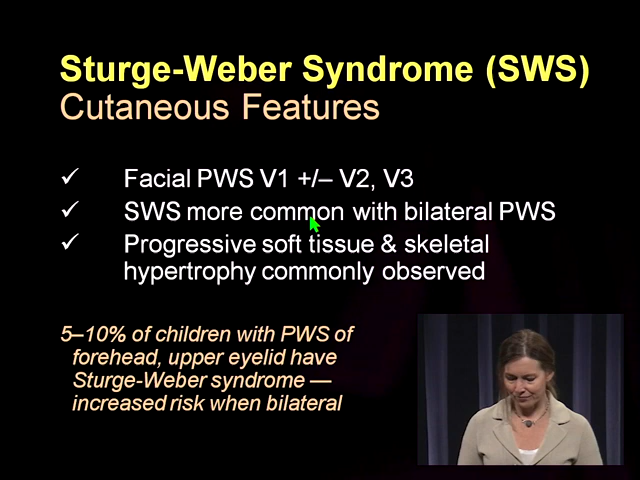 Sturge-Weber Syndrome (SWS)
Cutaneous Features
✓ Facial PWS V1 +/– V2, V3
✓ SWS more common with bilateral PWS
✓ Progressive soft tissue & skeletal
hypertrophy commonly observed
5–10% of children with PWS of
forehead, upper eyelid have
Sturge-Weber syndrome —
increased risk when bilateral